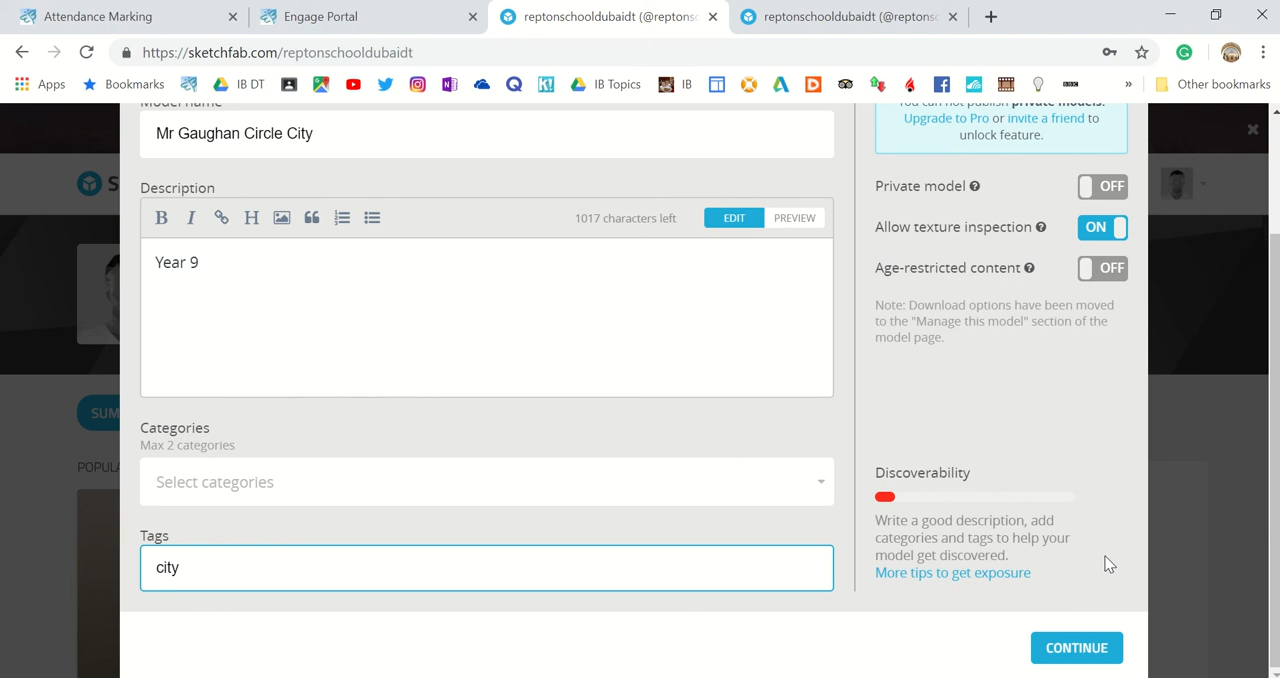 Attendance Marking
Engage Portal
reptonschooldubaidt (@reptons
reptonschooldubaidt (@reptons
https://sketchfab.com/reptonschooldubaidt
Apps
Bookmarks
IB DT
IB Topics
IB
BBC
»
Other bookmarks
Model name
You can not publish private models.
Mr Gaughan Circle City
Upgrade to Pro or invite a friend to
unlock feature.
S
Description
Private model
OFF
B I H
1017 characters left
EDIT
PREVIEW
Allow texture inspection
ON
Year 9
Age-restricted content
OFF
Note: Download options have been moved
to the "Manage this model" section of the
model page.
SUM
Categories
Max 2 categories
POPULA
Select categories
Discoverability
Tags
Write a good description, add
categories and tags to help your
model get discovered.
More tips to get exposure
city
CONTINUE